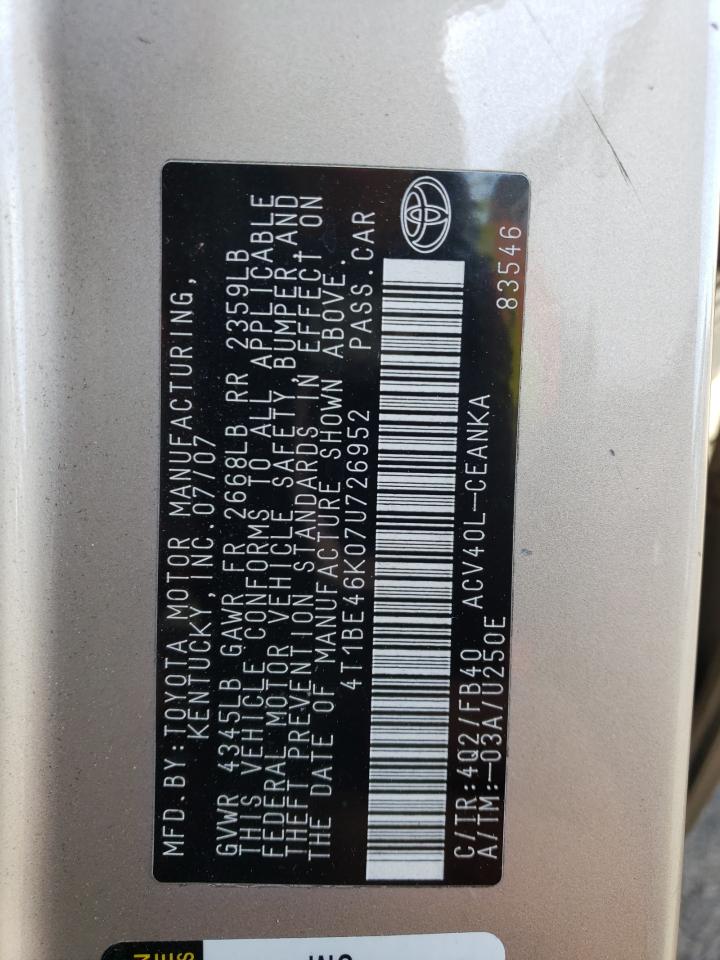 MFD.BY:TOYOTA MOTOR MANUFACTURING,
KENTUCKY,INC.07/07
GVWR 4345LB GAWR FR 2668LB RR 2359LB
THIS VEHICLE CONFORMS TO ALL APPLICABLE
FEDERAL MOTOR VEHICLE SAFETY, BUMPER,AND
THEFT PREVENTION STANDARDS IN EFFECT ON
THE DATE OF MANUFACTURE SHOWN ABOVE.
4T1BE46K07U726952 PASS.CAR
C/TR:4Q2/FB40 ACV40L-CEANKA
A/TM:-03A/U250E 83546